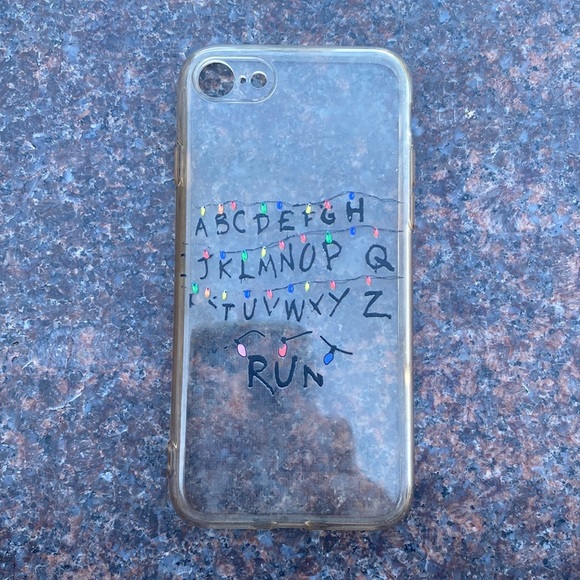 ABCDEFGH
JKLMNOP Q
TUVWXY Z
RUN